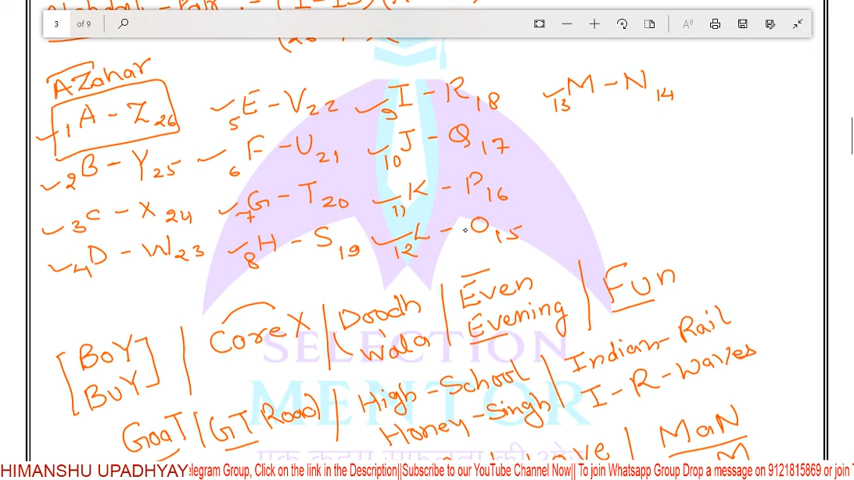 3 of 9
AZohar
✓1A - Z26 ✓5E - V22 ✓9I - R18 ✓13M - N14
✓2B - Y25 ✓6F - U21 ✓10J - Q17
✓3C - X24 ✓7G - T20 ✓11K - P16
✓4D - W23 ✓8H - S19 ✓12L - O15
BoY | CoreX | Doodh | Even | Fun
BUY Wala Evening
GoaT | GT Road | High-School | Indian-Rail
Honey-Singh I-R-Waves
MaN
M
SELECTION
MENTOR
HIMANSHU UPADHYAY elegram Group, Click on the link in the Description||Subscribe to our YouTube Channel Now|| To join Whatsapp Group Drop a message on 9121815869 or join